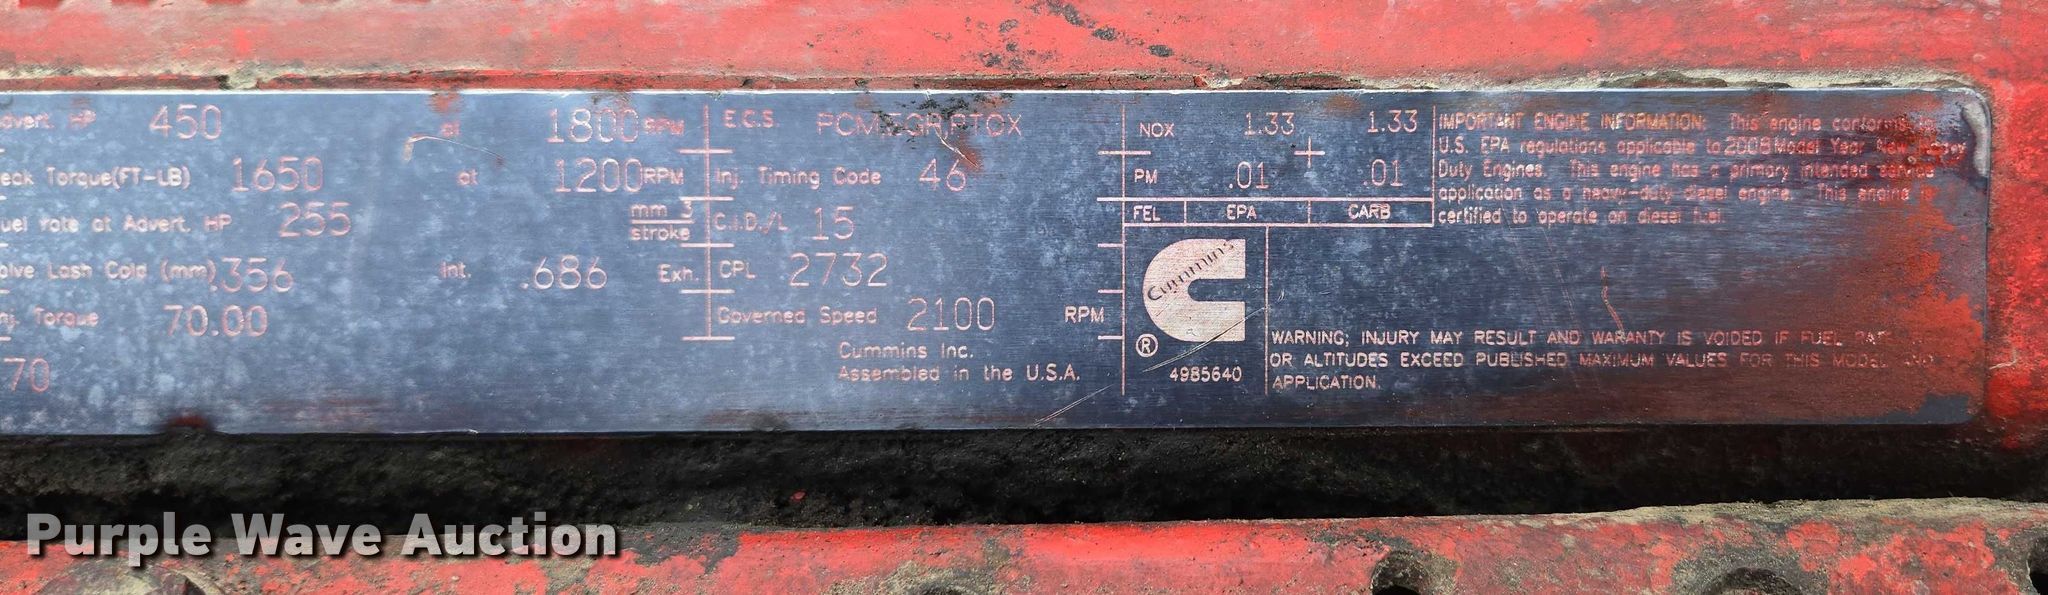 Advert. HP 450 at 1800 RPM
Peak Torque(FT-LB) 1650 at 1200 RPM
Fuel rate at Advert. HP 255 mm 3 stroke
Valve Lash Cold (mm) .356 Int. .686 Exh.
Inj. Torque 70.00
70
E.C.S. PCM,EGR,PTOX
Inj. Timing Code 46
C.I.D./L 15
CPL 2732
Governed Speed 2100 RPM
Cummins Inc.
Assembled in the U.S.A.
NOX 1.33 1.33
PM .01 .01
FEL EPA CARB
Cummins
®
4985640
IMPORTANT ENGINE INFORMATION: This engine conforms to
U.S. EPA regulations applicable to 2008 Model Year New Heavy
Duty Engines. This engine has a primary intended service
application as a heavy-duty diesel engine. This engine is
certified to operate on diesel fuel.
WARNING; INJURY MAY RESULT AND WARANTY IS VOIDED IF FUEL
OR ALTITUDES EXCEED PUBLISHED MAXIMUM VALUES FOR THIS MODEL AND
APPLICATION.
Purple Wave Auction